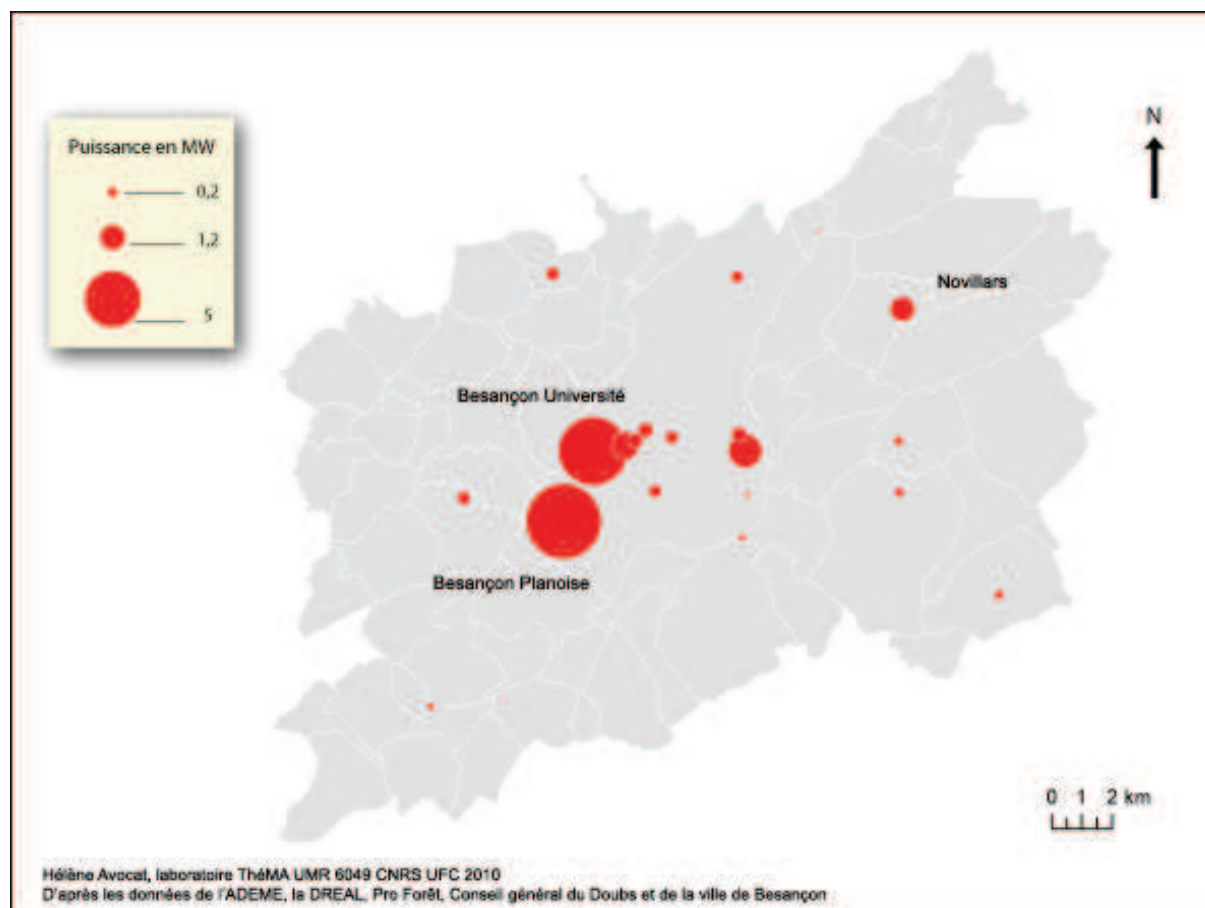 Puissance en MW
0,2
1,2
5
N
Novillars
Besançon Université
Besançon Planoise
0 1 2 km
Hélène Avocat, laboratoire ThéMA UMR 6049 CNRS UFC 2010
D'après les données de l'ADEME, la DREAL, Pro Forêt, Conseil général du Doubs et de la ville de Besançon